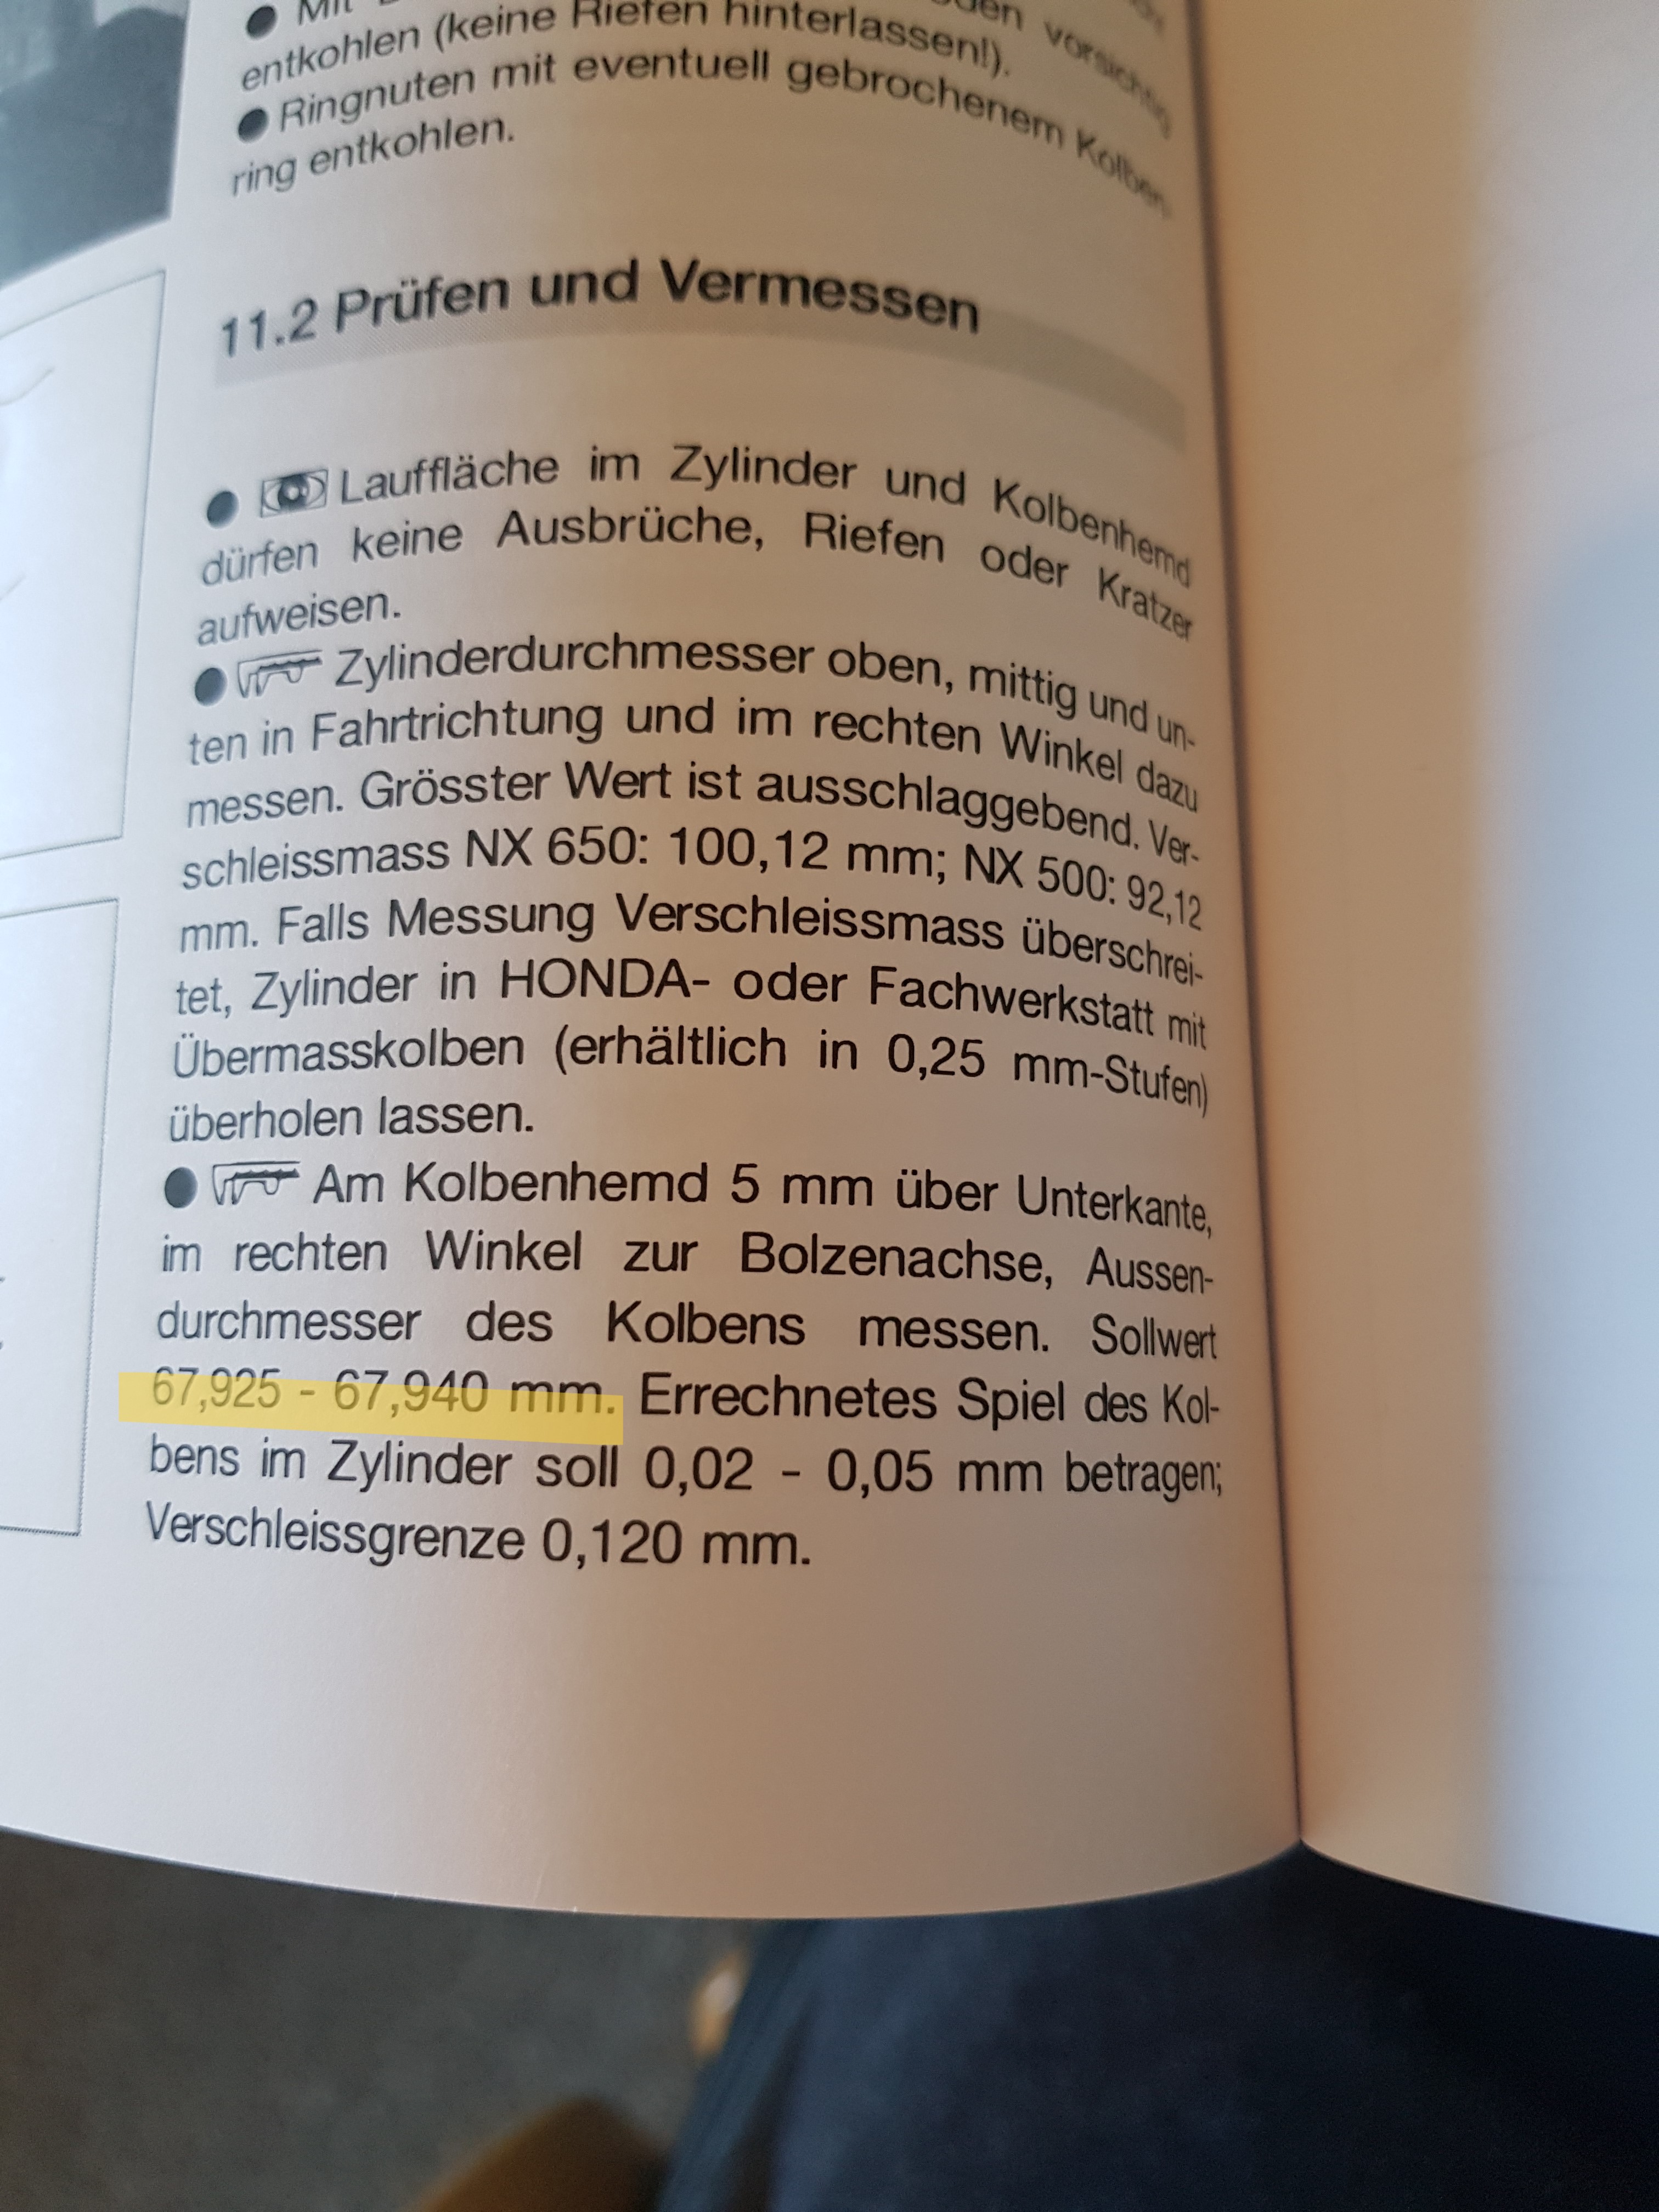 ● Mit
den vorsichtig
entkohlen (keine Riefen hinterlassen!).
● Ringnuten mit eventuell gebrochenem Kolben-
ring entkohlen.
11.2 Prüfen und Vermessen
● Lauffläche im Zylinder und Kolbenhemd
dürfen keine Ausbrüche, Riefen oder Kratzer
aufweisen.
● Zylinderdurchmesser oben, mittig und un-
ten in Fahrtrichtung und im rechten Winkel dazu
messen. Grösster Wert ist ausschlaggebend. Ver-
schleissmass NX 650: 100,12 mm; NX 500: 92,12
mm. Falls Messung Verschleissmass überschrei-
tet, Zylinder in HONDA- oder Fachwerkstatt mit
Übermasskolben (erhältlich in 0,25 mm-Stufen)
überholen lassen.
● Am Kolbenhemd 5 mm über Unterkante,
im rechten Winkel zur Bolzenachse, Aussen-
durchmesser des Kolbens messen. Sollwert
67,925 - 67,940 mm. Errechnetes Spiel des Kol-
bens im Zylinder soll 0,02 - 0,05 mm betragen;
Verschleissgrenze 0,120 mm.